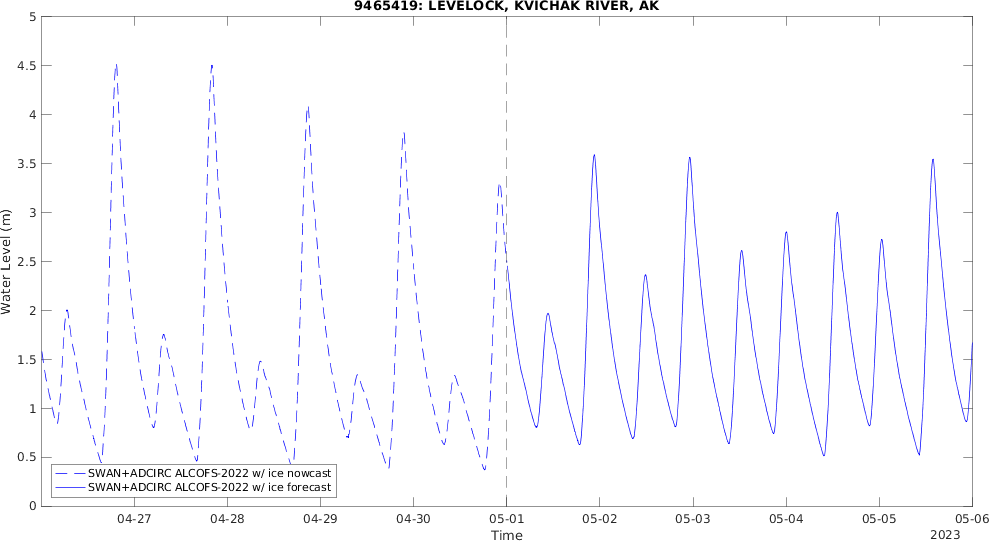 9465419: LEVELOCK, KVICHAK RIVER, AK
5
4.5
4
3.5
3
2.5
2
1.5
1
0.5
0
Water Level (m)
SWAN+ADCIRC ALCOFS-2022 w/ ice nowcast
SWAN+ADCIRC ALCOFS-2022 w/ ice forecast
04-27 04-28 04-29 04-30 05-01 05-02 05-03 05-04 05-05 05-06
Time
2023